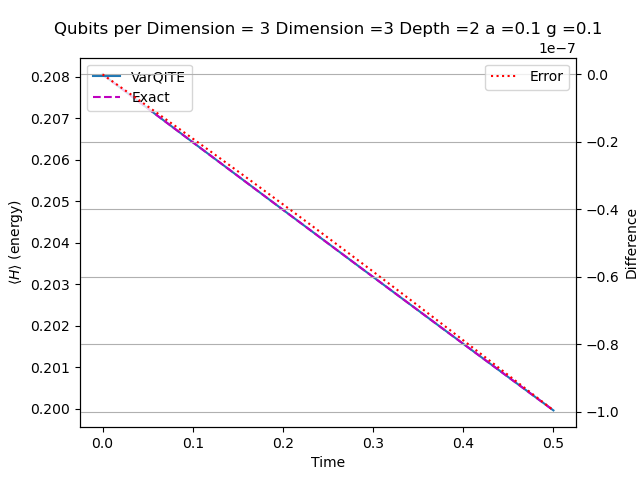 Qubits per Dimension = 3 Dimension =3 Depth =2 a =0.1 g =0.1
1e−7
VarQITE
Exact
Error
0.208
0.207
0.206
0.205
0.204
0.203
0.202
0.201
0.200
⟨H⟩ (energy)
0.0
−0.2
−0.4
−0.6
−0.8
−1.0
Difference
0.0 0.1 0.2 0.3 0.4 0.5
Time